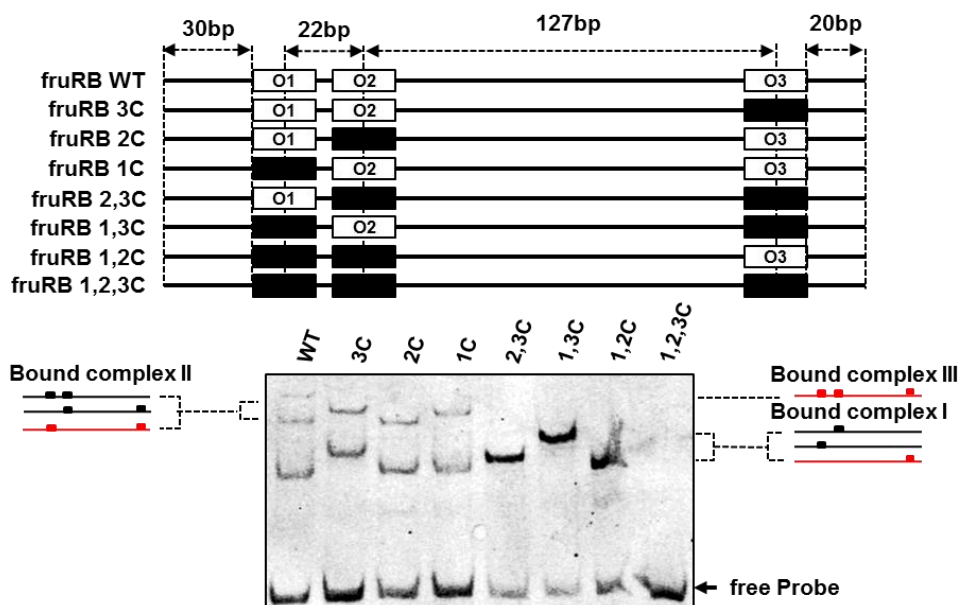 30bp 22bp 127bp 20bp
fruRB WT O1 O2 O3
fruRB 3C O1 O2
fruRB 2C O1 O3
fruRB 1C O2 O3
fruRB 2,3C O1
fruRB 1,3C O2
fruRB 1,2C O3
fruRB 1,2,3C
WT 3C 2C 1C 2,3C 1,3C 1,2C 1,2,3C
Bound complex II
Bound complex III
Bound complex I
free Probe